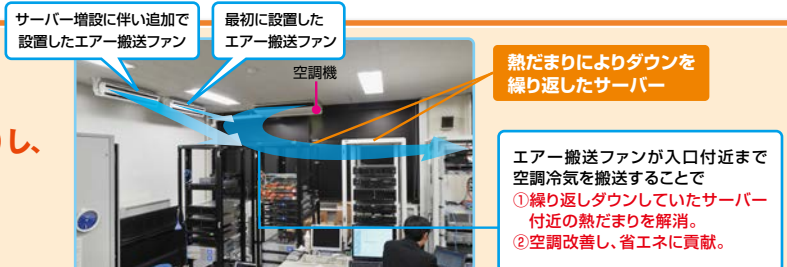 サーバー増設に伴い追加で
設置したエアー搬送ファン
最初に設置した
エアー搬送ファン
空調機
熱だまりによりダウンを
繰り返したサーバー
し、
エアー搬送ファンが入口付近まで
空調冷気を搬送することで
①繰り返しダウンしていたサーバー
付近の熱だまりを解消。
②空調改善し、省エネに貢献。